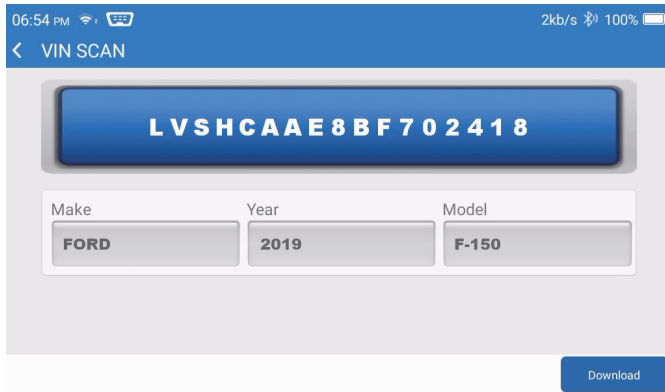 06:54 PM 2kb/s 100%
VIN SCAN
LVSHCAAE8BF702418
Make Year Model
FORD 2019 F-150
Download